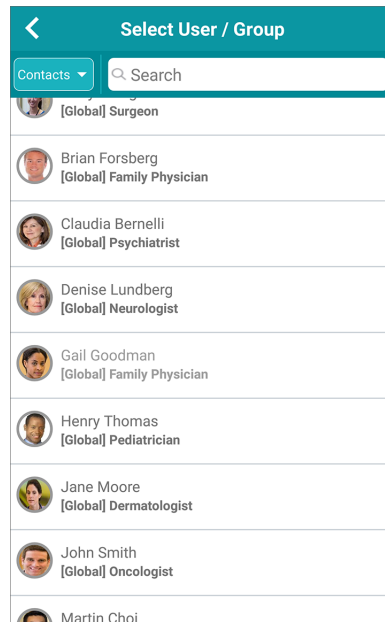 Select User / Group
Contacts
Search
[Global] Surgeon
Brian Forsberg
[Global] Family Physician
Claudia Bernelli
[Global] Psychiatrist
Denise Lundberg
[Global] Neurologist
Gail Goodman
[Global] Family Physician
Henry Thomas
[Global] Pediatrician
Jane Moore
[Global] Dermatologist
John Smith
[Global] Oncologist
Martin Choi